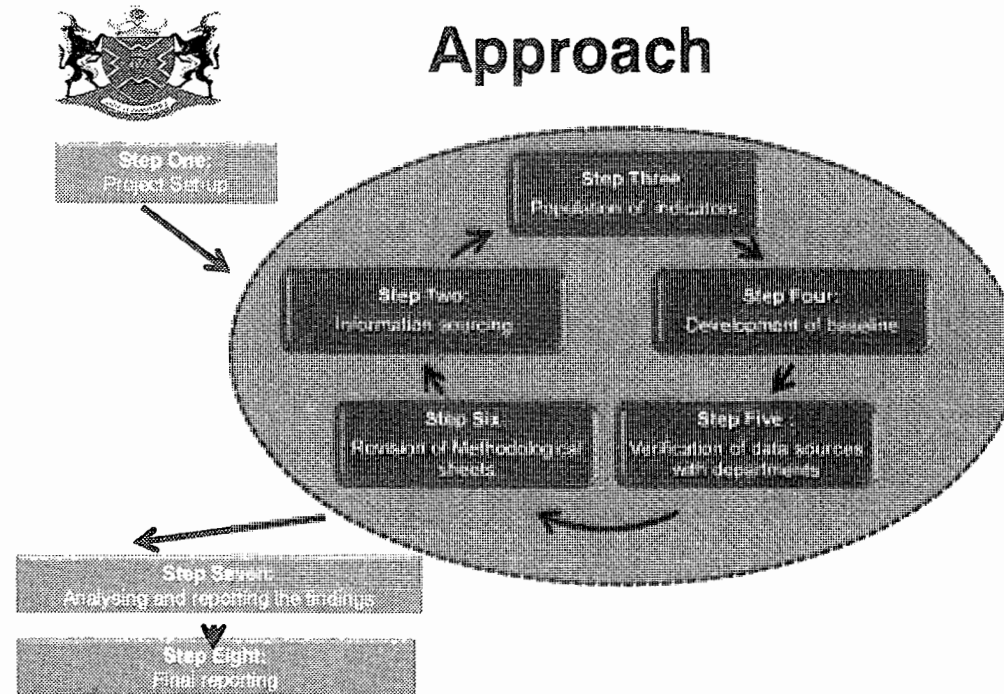 Approach
Step One:
Project Set-up
Step Three
Population of Indicators
Step Two:
Information sourcing
Step Four:
Development of baseline
Step Six:
Revision of Methodological
sheets
Step Five :
Verification of data sources
with departments
Step Seven:
Analysing and reporting the findings
Step Eight:
Final reporting